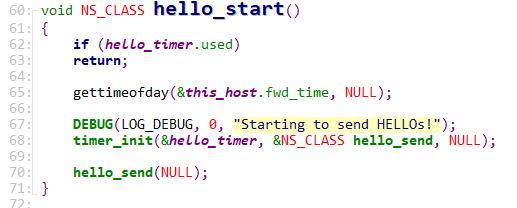 60: void NS_CLASS hello_start()
61: {
62:     if (hello_timer.used)
63:     return;
64:
65:     gettimeofday(&this_host.fwd_time, NULL);
66:
67:     DEBUG(LOG_DEBUG, 0, "Starting to send HELLOs!");
68:     timer_init(&hello_timer, &NS_CLASS hello_send, NULL);
69:
70:     hello_send(NULL);
71: }
72: